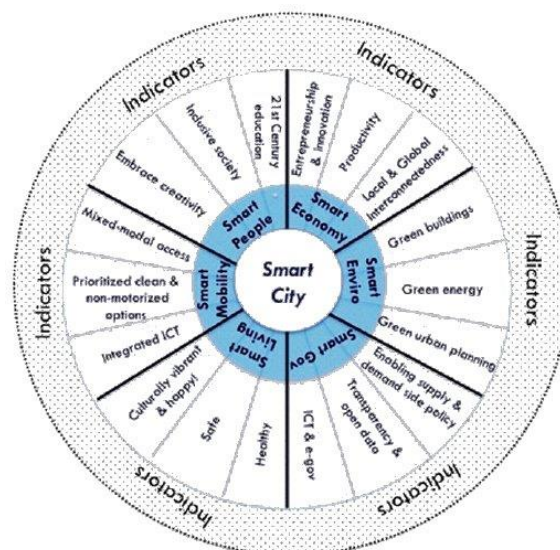 Indicators
Indicators
Indicators
Indicators
Indicators
Indicators
Smart
City
Smart
Economy
Entrepreneurship
& innovation
Productivity
Local & Global
Interconnectedness
Smart
Enviro
Green buildings
Green energy
Green urban planning
Smart Gov
Enabling supply &
demand side policy
Transparency &
open data
ICT & e-gov
Smart
Living
Healthy
Safe
Culturally vibrant
& happy!
Smart
Mobility
Integrated ICT
Prioritized clean &
non-motorized
options
Mixed-modal access
Smart
People
Embrace creativity
Inclusive society
21st Century
education